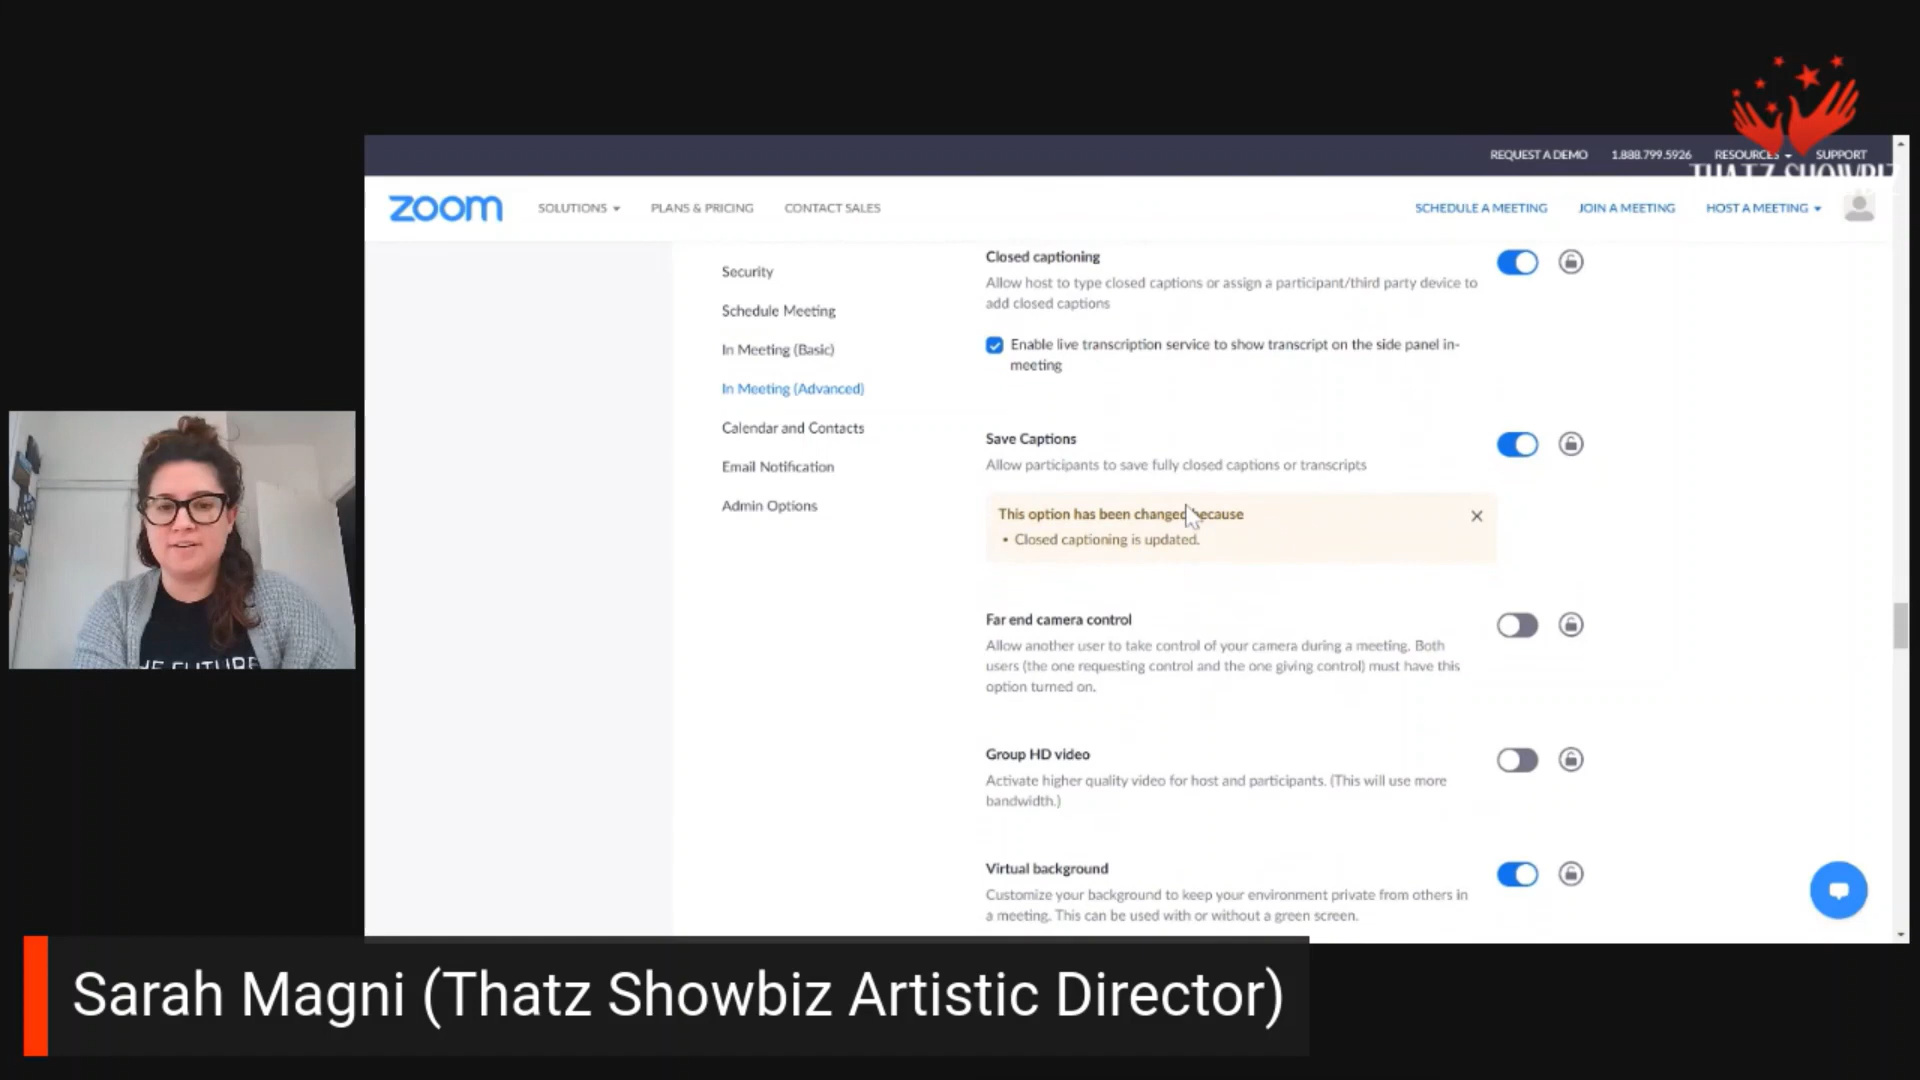 REQUEST A DEMO 1.888.799.5926 RESOURCES SUPPORT
THATZ SHOWBIZ
zoom SOLUTIONS PLANS & PRICING CONTACT SALES SCHEDULE A MEETING JOIN A MEETING HOST A MEETING
Security
Schedule Meeting
In Meeting (Basic)
In Meeting (Advanced)
Calendar and Contacts
Email Notification
Admin Options
Closed captioning
Allow host to type closed captions or assign a participant/third party device to
add closed captions
Enable live transcription service to show transcript on the side panel in-
meeting
Save Captions
Allow participants to save fully closed captions or transcripts
This option has been changed because
• Closed captioning is updated.
Far end camera control
Allow another user to take control of your camera during a meeting. Both
users (the one requesting control and the one giving control) must have this
option turned on.
Group HD video
Activate higher quality video for host and participants. (This will use more
bandwidth.)
Virtual background
Customize your background to keep your environment private from others in
a meeting. This can be used with or without a green screen.
FUTURE
Sarah Magni (Thatz Showbiz Artistic Director)